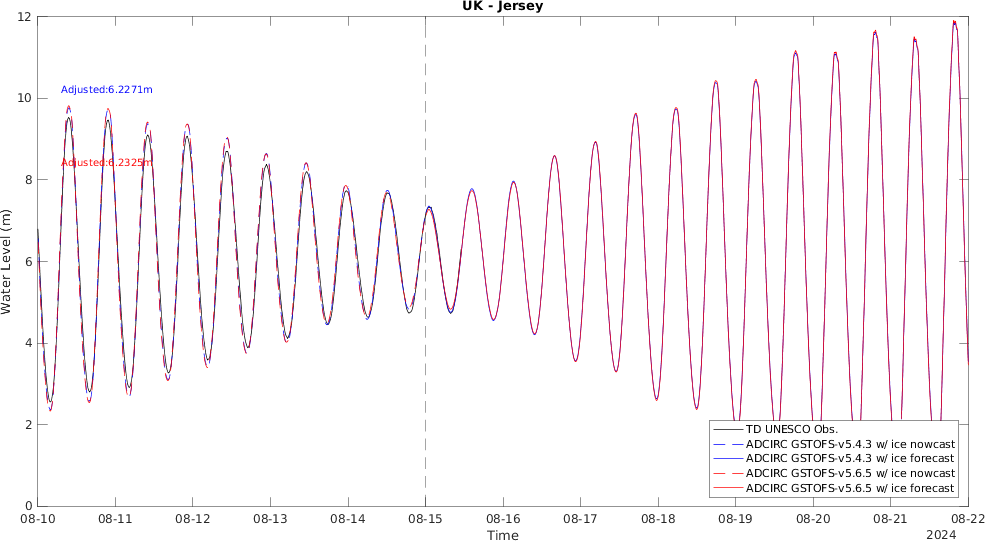 UK - Jersey
12
10
8
6
4
2
0
Water Level (m)
Adjusted:6.2271m
Adjusted:6.2325m
TD UNESCO Obs.
ADCIRC GSTOFS-v5.4.3 w/ ice nowcast
ADCIRC GSTOFS-v5.4.3 w/ ice forecast
ADCIRC GSTOFS-v5.6.5 w/ ice nowcast
ADCIRC GSTOFS-v5.6.5 w/ ice forecast
08-10 08-11 08-12 08-13 08-14 08-15 08-16 08-17 08-18 08-19 08-20 08-21 08-22
Time
2024